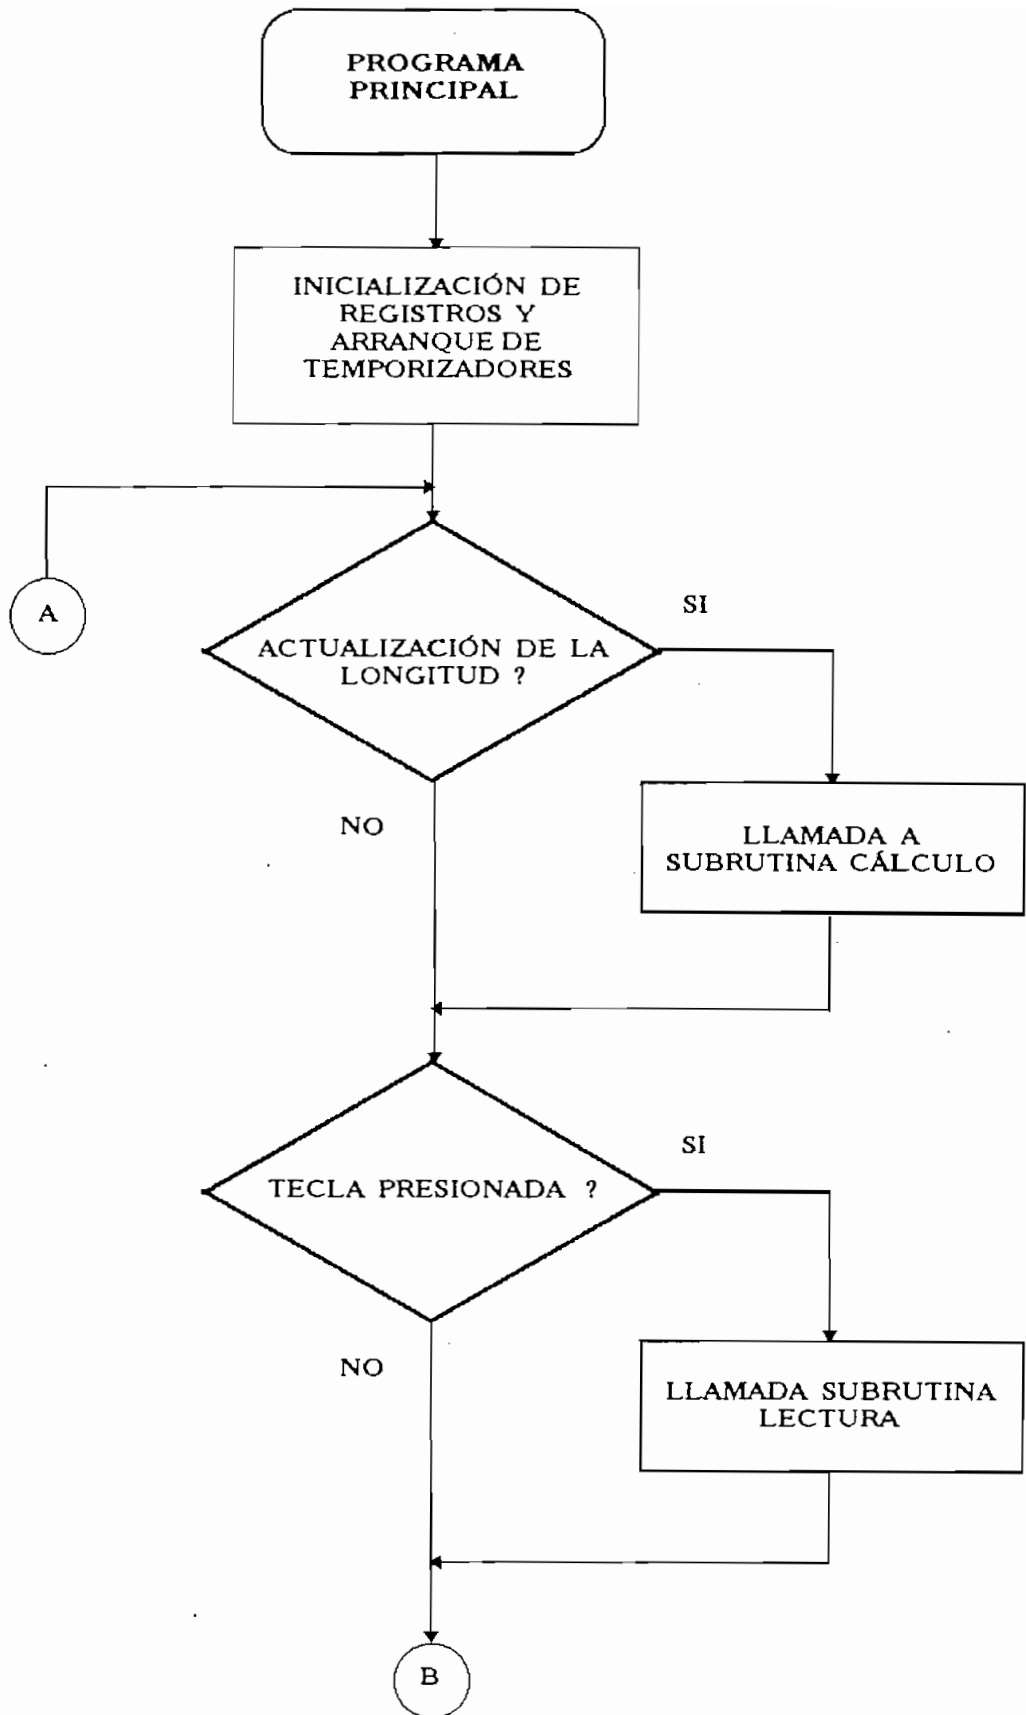 PROGRAMA
PRINCIPAL
INICIALIZACIÓN DE
REGISTROS Y
ARRANQUE DE
TEMPORIZADORES
A
SI
ACTUALIZACIÓN DE LA
LONGITUD ?
NO
LLAMADA A
SUBRUTINA CÁLCULO
SI
TECLA PRESIONADA ?
NO
LLAMADA SUBRUTINA
LECTURA
B